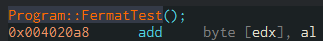 Program::FermatTest();
0x004020a8 add byte [edx], al